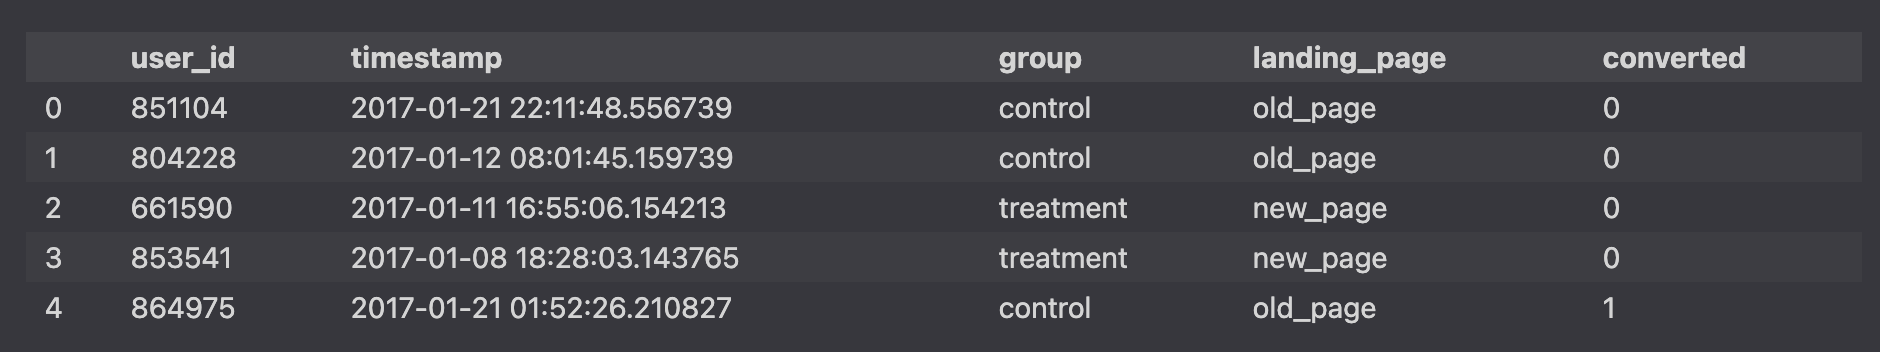 user_id timestamp group landing_page converted
0 851104 2017-01-21 22:11:48.556739 control old_page 0
1 804228 2017-01-12 08:01:45.159739 control old_page 0
2 661590 2017-01-11 16:55:06.154213 treatment new_page 0
3 853541 2017-01-08 18:28:03.143765 treatment new_page 0
4 864975 2017-01-21 01:52:26.210827 control old_page 1